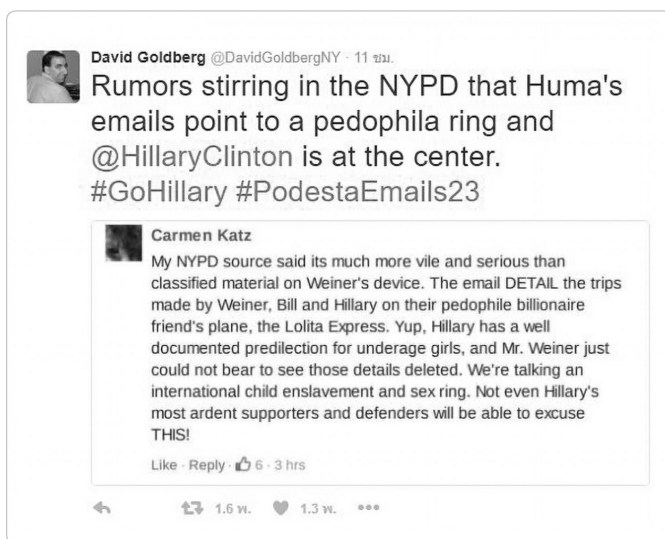 David Goldberg @DavidGoldbergNY · 11 ชม.
Rumors stirring in the NYPD that Huma's
emails point to a pedophila ring and
@HillaryClinton is at the center.
#GoHillary #PodestaEmails23
Carmen Katz
My NYPD source said its much more vile and serious than
classified material on Weiner's device. The email DETAIL the trips
made by Weiner, Bill and Hillary on their pedophile billionaire
friend's plane, the Lolita Express. Yup, Hillary has a well
documented predilection for underage girls, and Mr. Weiner just
could not bear to see those details deleted. We're talking an
international child enslavement and sex ring. Not even Hillary's
most ardent supporters and defenders will be able to excuse
THIS!
Like · Reply · 6 · 3 hrs
1.6 พ. 1.3 พ.